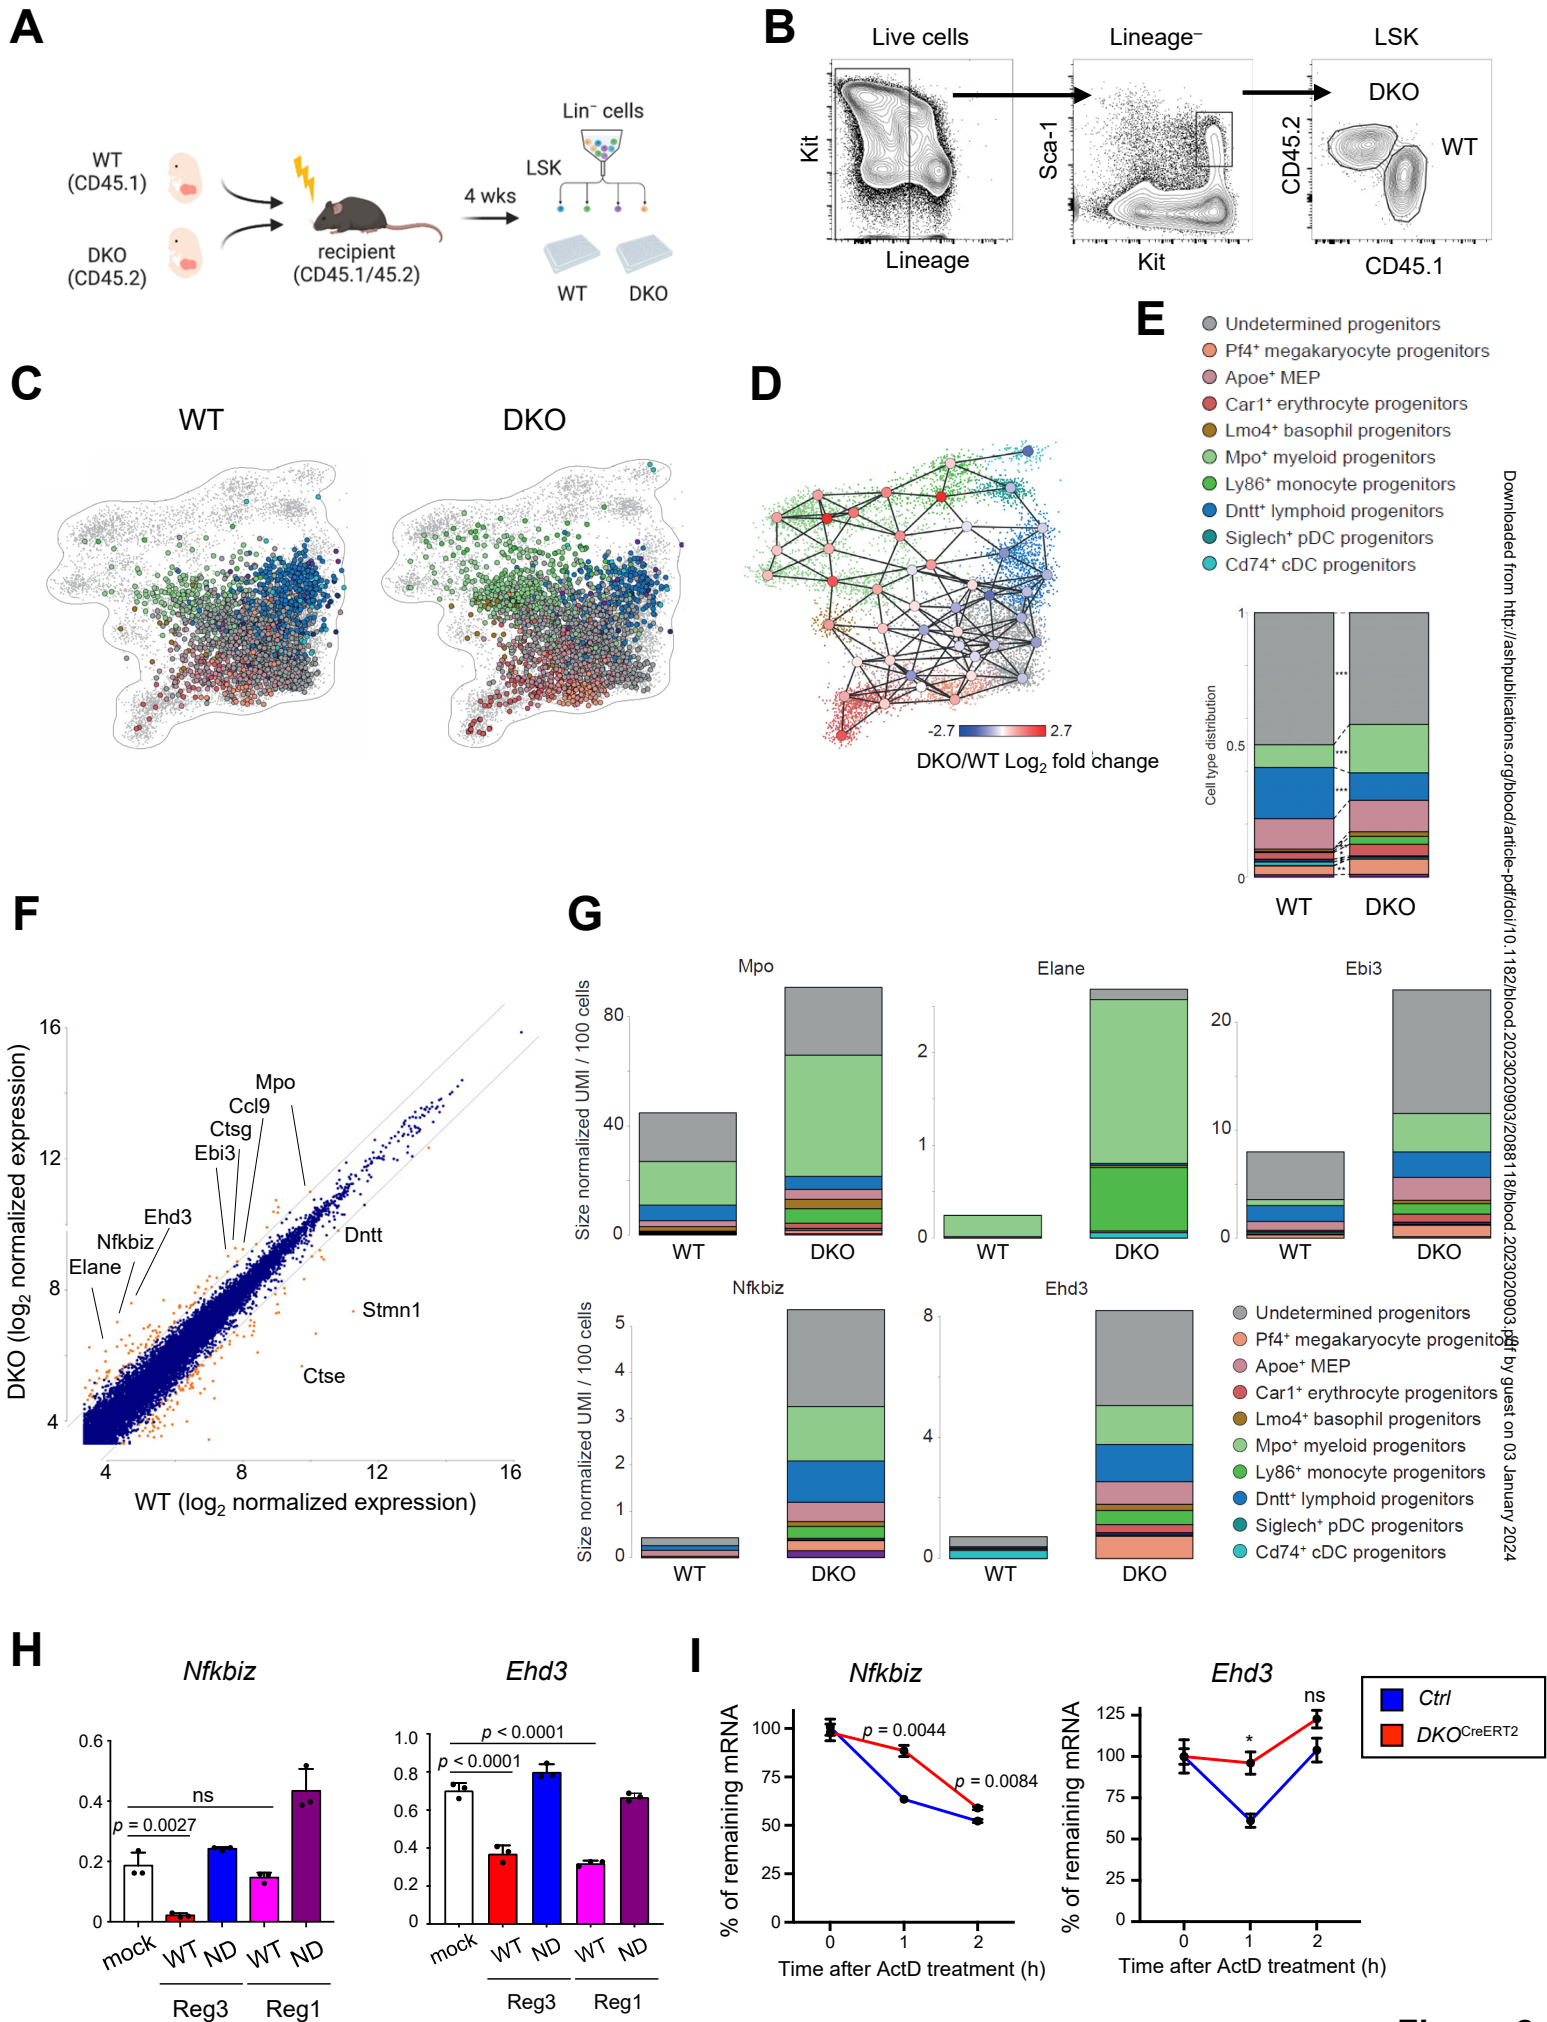 A
WT
(CD45.1)
DKO
(CD45.2)
recipient
(CD45.1/45.2)
4 wks
Lin– cells
LSK
WT DKO
B
Live cells
Lineage–
LSK
Kit
Lineage
Sca-1
Kit
CD45.2
CD45.1
DKO
WT
C
WT
DKO
D
-2.7 2.7
DKO/WT Log2 fold change
E
Undetermined progenitors
Pf4+ megakaryocyte progenitors
Apoe+ MEP
Car1+ erythrocyte progenitors
Lmo4+ basophil progenitors
Mpo+ myeloid progenitors
Ly86+ monocyte progenitors
Dntt+ lymphoid progenitors
Siglech+ pDC progenitors
Cd74+ cDC progenitors
Cell type distribution
1
0.5
0
***
***
***
**
WT DKO
F
DKO (log2 normalized expression)
16
12
8
4
Mpo
Ccl9
Ctsg
Ebi3
Ehd3
Nfkbiz
Elane
Dntt
Stmn1
Ctse
4 8 12 16
WT (log2 normalized expression)
G
Size normalized UMI / 100 cells
Mpo
80
40
0
WT DKO
Elane
2
1
0
WT DKO
Ebi3
20
10
0
WT DKO
Size normalized UMI / 100 cells
Nfkbiz
5
4
3
2
1
0
WT DKO
Ehd3
8
4
0
WT DKO
Undetermined progenitors
Pf4+ megakaryocyte progenitors
Apoe+ MEP
Car1+ erythrocyte progenitors
Lmo4+ basophil progenitors
Mpo+ myeloid progenitors
Ly86+ monocyte progenitors
Dntt+ lymphoid progenitors
Siglech+ pDC progenitors
Cd74+ cDC progenitors
H
Nfkbiz
0.6
0.4
0.2
0
ns
p = 0.0027
mock WT ND WT ND
Reg3 Reg1
Ehd3
1.0
0.8
0.6
0.4
0.2
0
p < 0.0001
p < 0.0001
mock WT ND WT ND
Reg3 Reg1
I
Nfkbiz
% of remaining mRNA
100
75
50
25
0
p = 0.0044
p = 0.0084
0 1 2
Time after ActD treatment (h)
Ehd3
% of remaining mRNA
125
100
75
50
25
0
*
ns
0 1 2
Time after ActD treatment (h)
Ctrl
DKOCreERT2
Downloaded from http://ashpublications.org/blood/article-pdf/doi/10.1182/blood.2023020903/2088118/blood.2023020903.pdf by guest on 03 January 2024